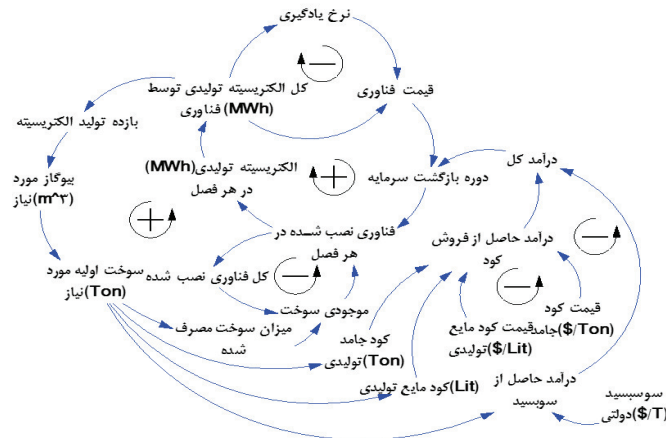 نرخ یادگیری
کل الکتریسیته تولیدی توسط
فناوری(MWh)
قیمت فناوری
بازده تولید الکتریسیته
الکتریسیته تولیدی(MWh)
در هر فصل
دوره بازگشت سرمایه
درآمد کل
بیوگاز مورد
نیاز(m^3)
فناوری نصب شده در
هر فصل
درآمد حاصل از فروش
کود
سوخت اولیه مورد
نیاز(Ton)
کل فناوری نصب شده
موجودی سوخت
میزان سوخت مصرف
شده
کود جامد
تولیدی(Ton)
قیمت کود مایع
تولیدی($/Lit)
قیمت کود
جامد($/Ton)
کود مایع تولیدی(Lit)
درآمد حاصل از
سوبسید
سوبسید
دولتی($/T)